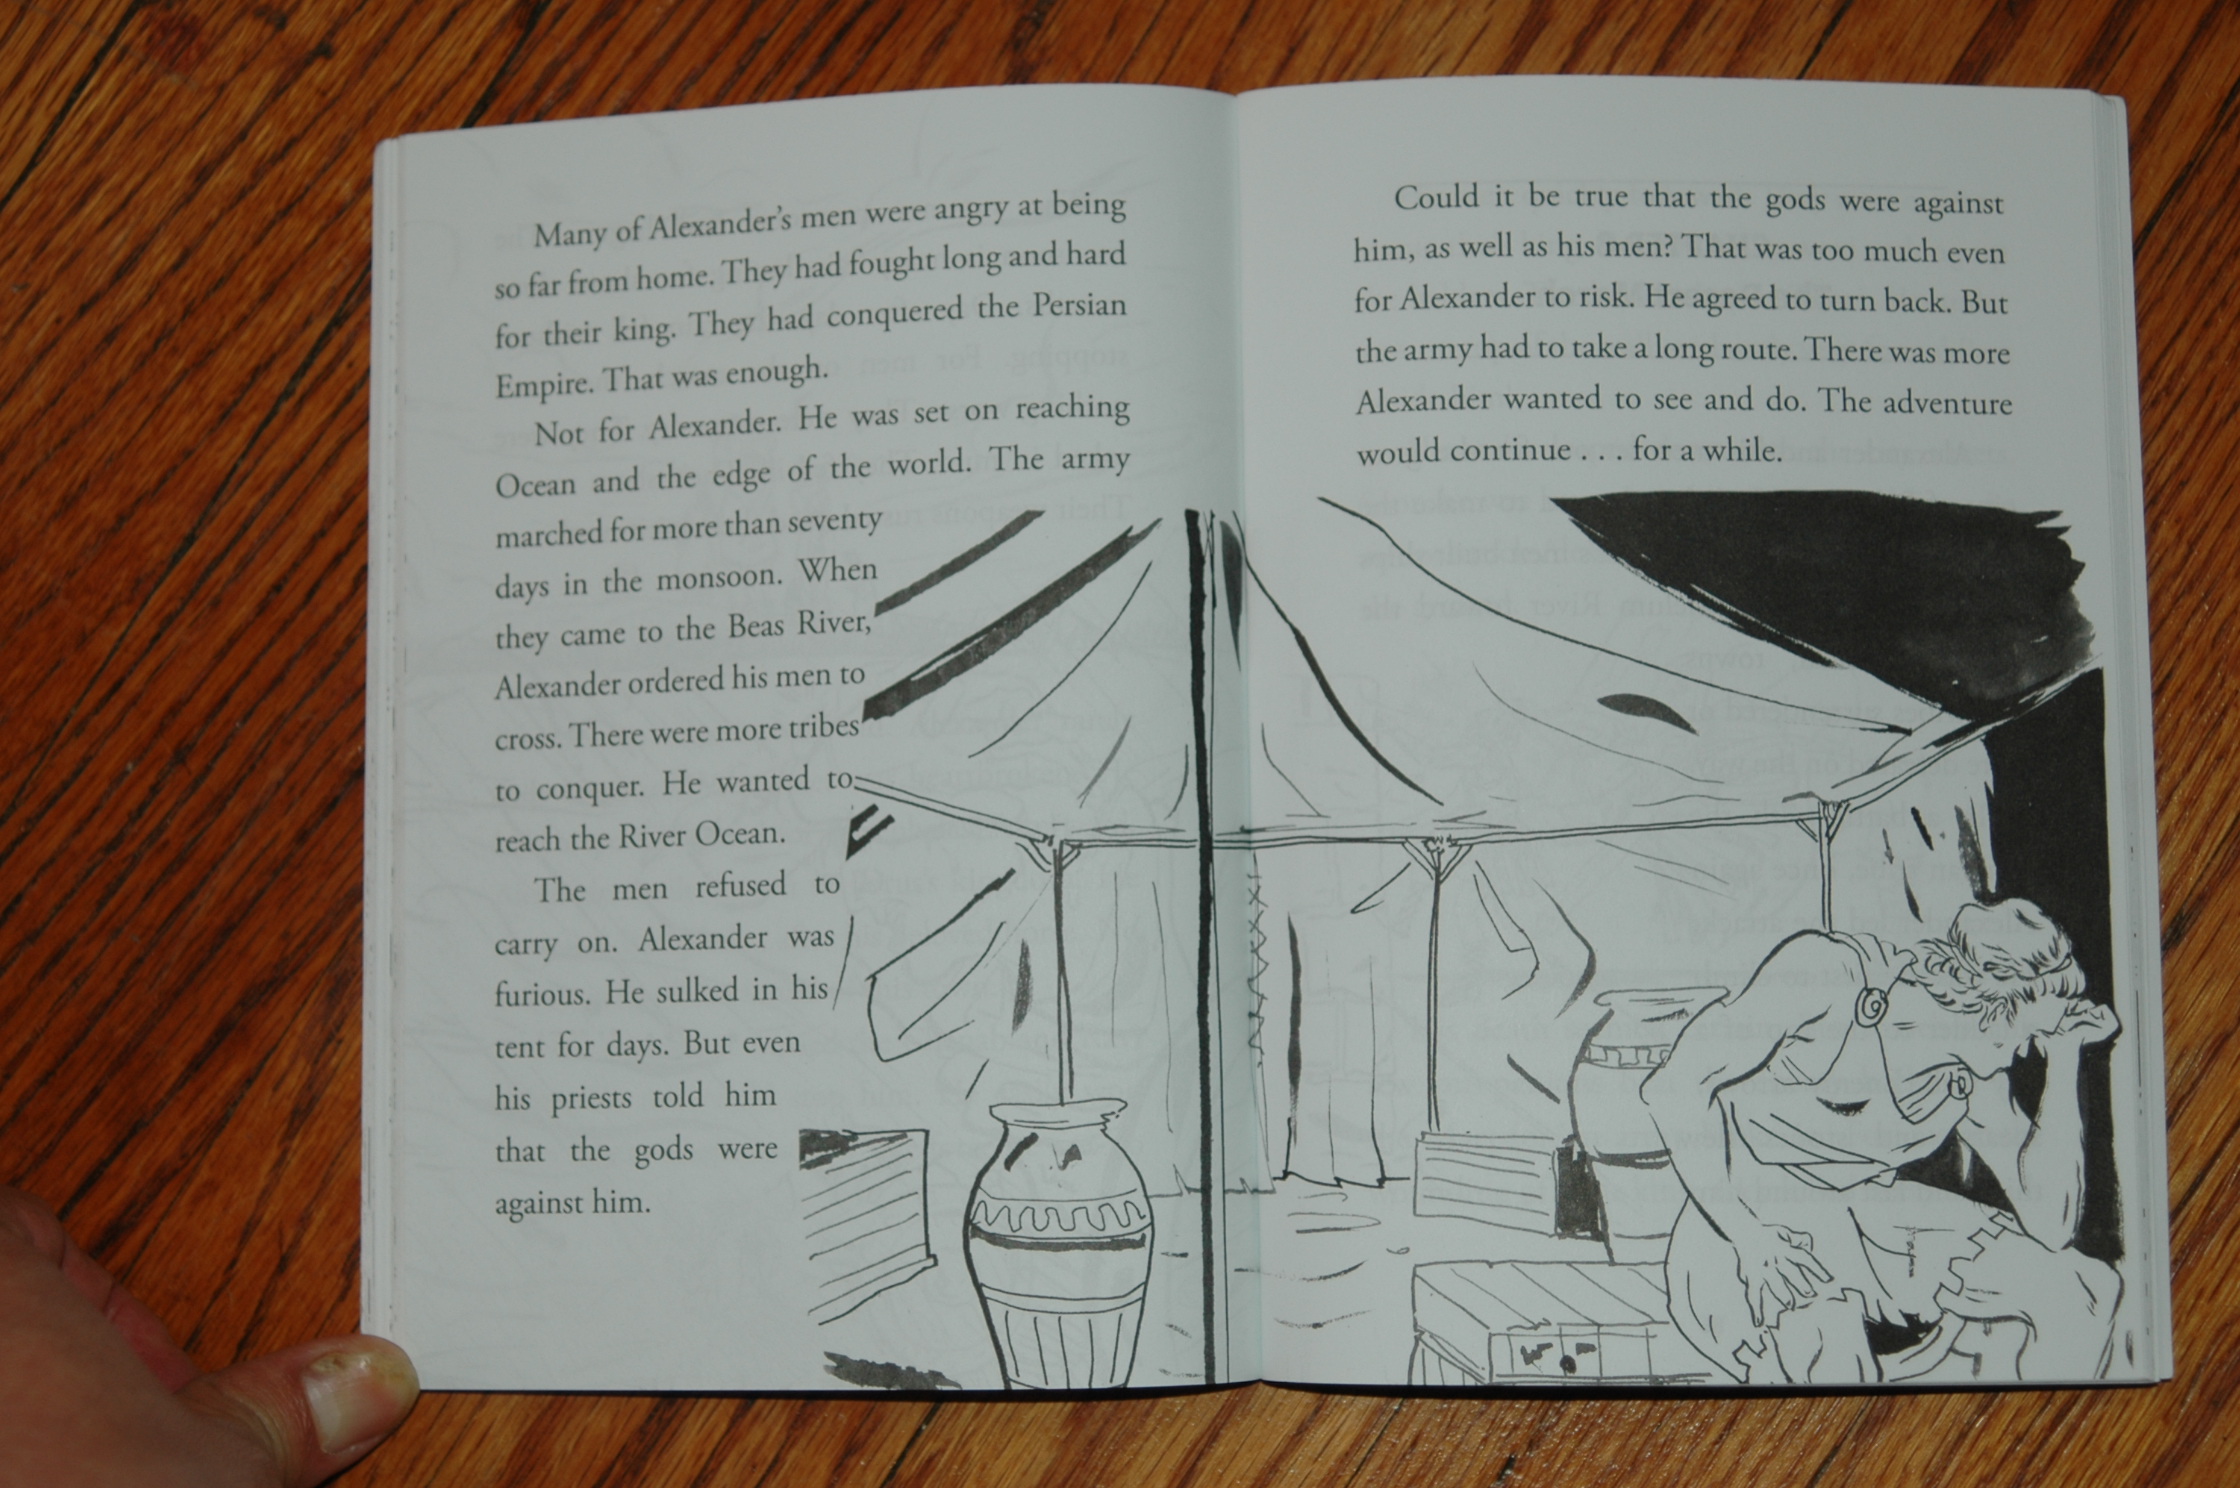 Many of Alexander's men were angry at being
so far from home. They had fought long and hard
for their king. They had conquered the Persian
Empire. That was enough.
Not for Alexander. He was set on reaching
Ocean and the edge of the world. The army
marched for more than seventy
days in the monsoon. When
they came to the Beas River,
Alexander ordered his men to
cross. There were more tribes
to conquer. He wanted to
reach the River Ocean.
The men refused to
carry on. Alexander was
furious. He sulked in his
tent for days. But even
his priests told him
that the gods were
against him.
Could it be true that the gods were against
him, as well as his men? That was too much even
for Alexander to risk. He agreed to turn back. But
the army had to take a long route. There was more
Alexander wanted to see and do. The adventure
would continue . . . for a while.